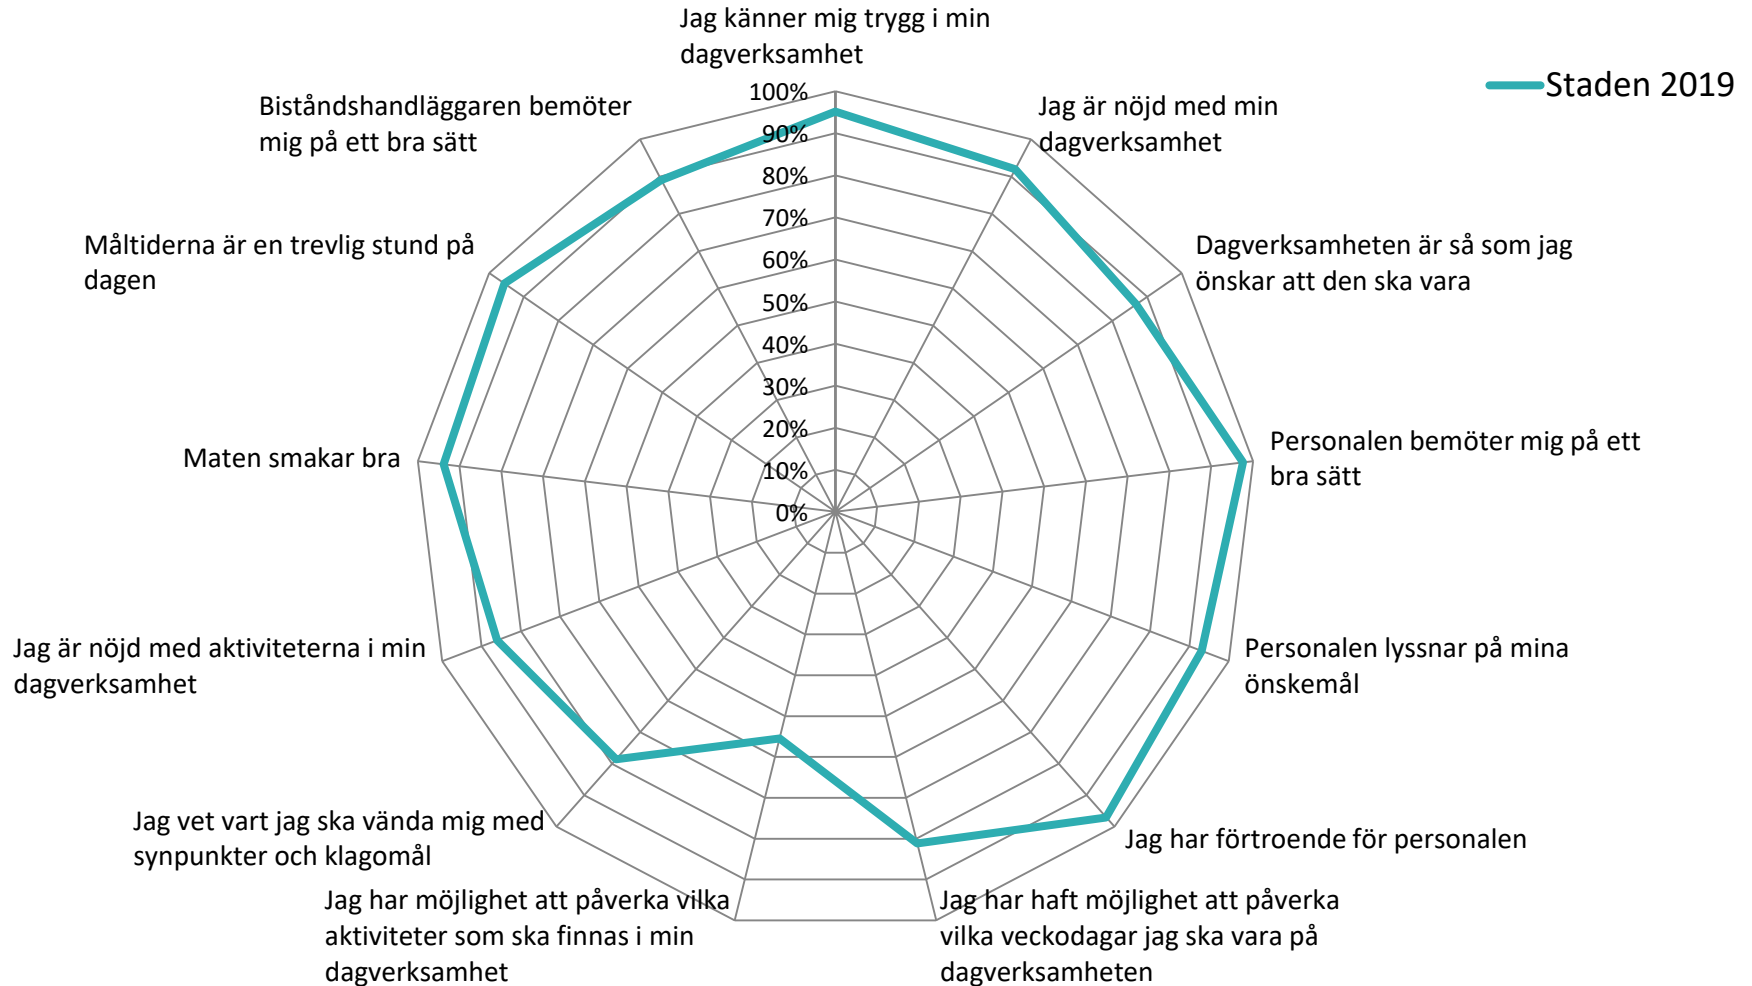 Jag känner mig trygg i min
dagverksamhet
Staden 2019
Jag är nöjd med min
dagverksamhet
Dagverksamheten är så som jag
önskar att den ska vara
Personalen bemöter mig på ett
bra sätt
Personalen lyssnar på mina
önskemål
Jag har förtroende för personalen
Jag har haft möjlighet att påverka
vilka veckodagar jag ska vara på
dagverksamheten
Jag har möjlighet att påverka vilka
aktiviteter som ska finnas i min
dagverksamhet
Jag vet vart jag ska vända mig med
synpunkter och klagomål
Jag är nöjd med aktiviteterna i min
dagverksamhet
Maten smakar bra
Måltiderna är en trevlig stund på
dagen
Biståndshandläggaren bemöter
mig på ett bra sätt
100%
90%
80%
70%
60%
50%
40%
30%
20%
10%
0%